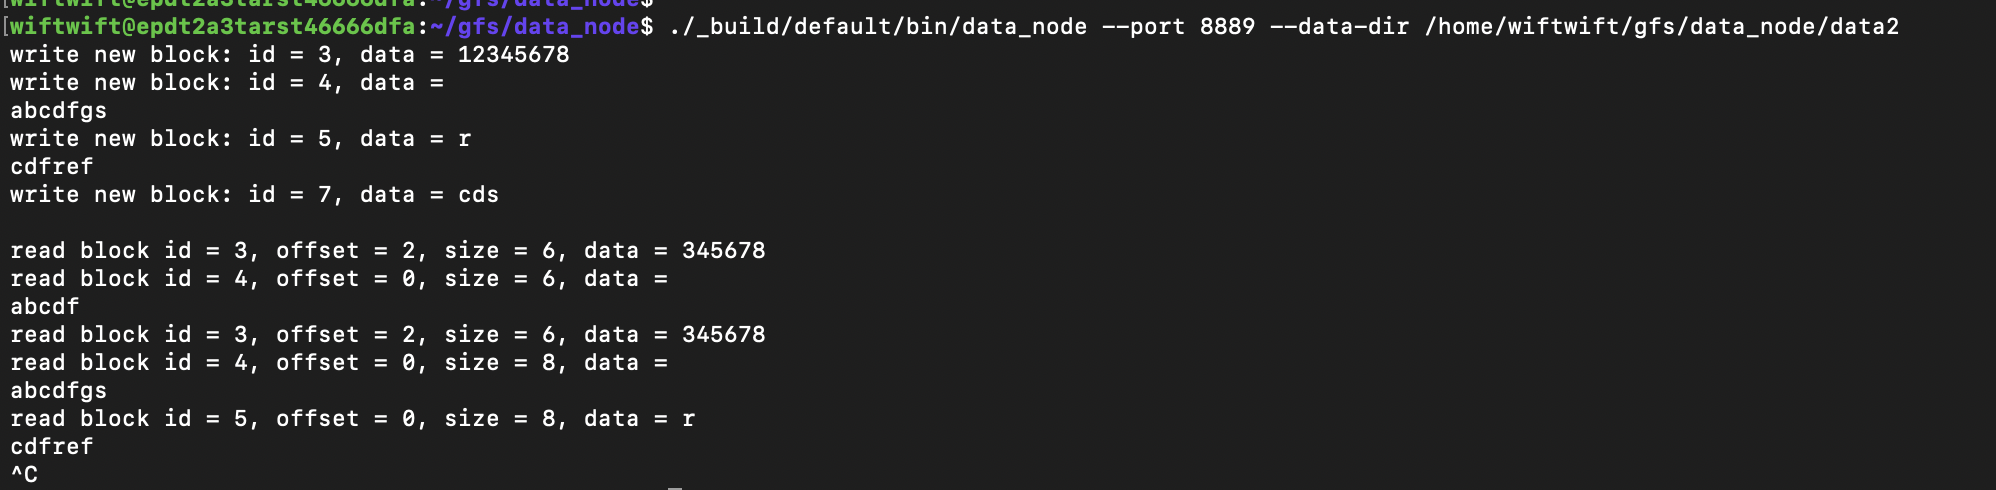 [wiftwift@epdt2a3tarst46666dfa:~/gfs/data_node$
[wiftwift@epdt2a3tarst46666dfa:~/gfs/data_node$ ./_build/default/bin/data_node --port 8889 --data-dir /home/wiftwift/gfs/data_node/data2
write new block: id = 3, data = 12345678
write new block: id = 4, data =
abcdfgs
write new block: id = 5, data = r
cdfref
write new block: id = 7, data = cds
read block id = 3, offset = 2, size = 6, data = 345678
read block id = 4, offset = 0, size = 6, data =
abcdf
read block id = 3, offset = 2, size = 6, data = 345678
read block id = 4, offset = 0, size = 8, data =
abcdfgs
read block id = 5, offset = 0, size = 8, data = r
cdfref
^C